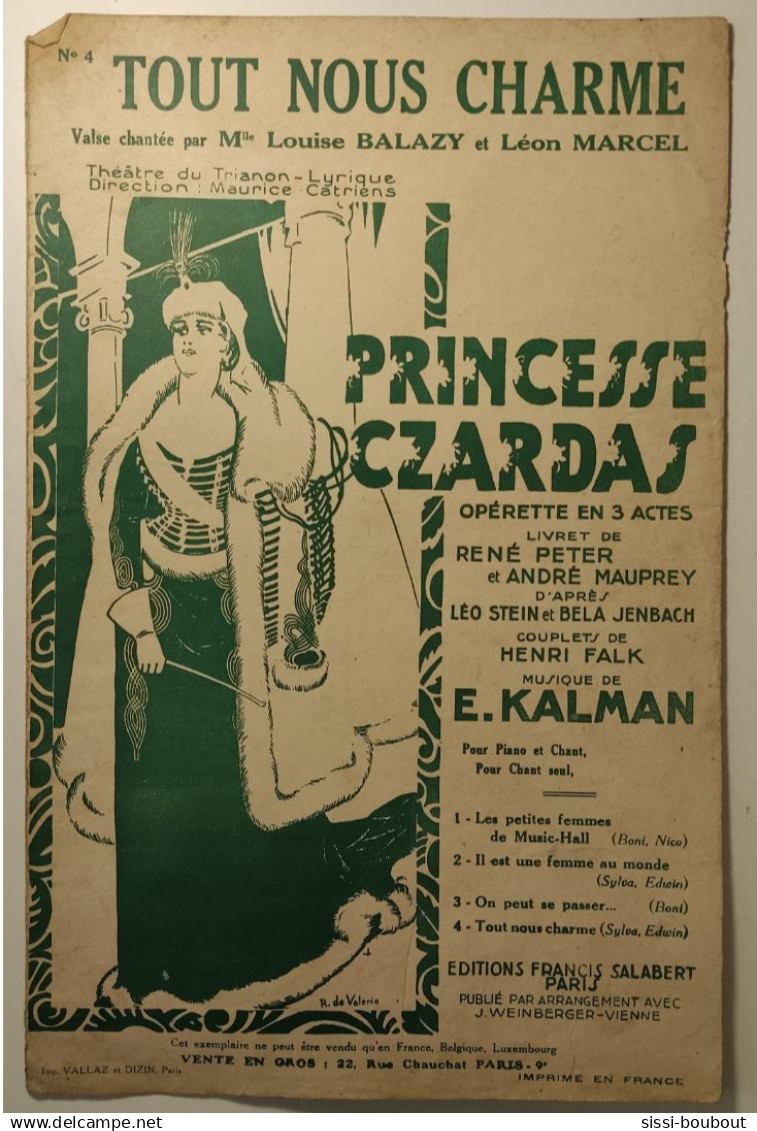 No 4
TOUT NOUS CHARME
Valse chantée par Mlle Louise BALAZY et Léon MARCEL
Théâtre du Trianon-Lyrique
Direction : Maurice Catriens
PRINCESSE
CZARDAS
OPÉRETTE EN 3 ACTES
LIVRET DE
RENÉ PETER
et ANDRÉ MAUPREY
D'APRÈS
LÉO STEIN et BELA JENBACH
COUPLETS DE
HENRI FALK
MUSIQUE DE
E. KALMAN
Pour Piano et Chant,
Pour Chant seul,
1 - Les petites femmes
de Music-Hall (Boni, Nico)
2 - Il est une femme au monde
(Sylva, Edwin)
3 - On peut se passer... (Boni)
4 - Tout nous charme (Sylva, Edwin)
EDITIONS FRANCIS SALABERT
PARIS
PUBLIÉ PAR ARRANGEMENT AVEC
J. WEINBERGER-VIENNE
R. de Valerio
Cet exemplaire ne peut être vendu qu'en France, Belgique, Luxembourg
VENTE EN GROS : 22, Rue Chauchat PARIS-9e
Imp. VALLAZ et DIZIN, Paris
IMPRIME EN FRANCE
sissi-boubout